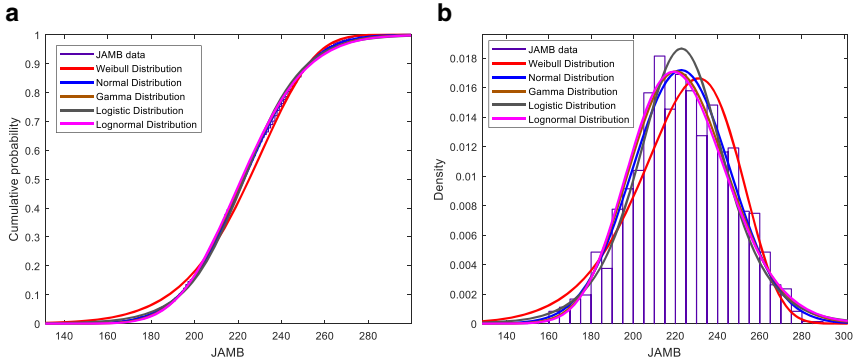 a
1
0.9
0.8
0.7
0.6
0.5
0.4
0.3
0.2
0.1
0
Cumulative probability
JAMB data
Weibull Distribution
Normal Distribution
Gamma Distribution
Logistic Distribution
Lognormal Distribution
140 160 180 200 220 240 260 280
JAMB
b
0.018
0.016
0.014
0.012
0.01
0.008
0.006
0.004
0.002
0
Density
JAMB data
Weibull Distribution
Normal Distribution
Gamma Distribution
Logistic Distribution
Lognormal Distribution
140 160 180 200 220 240 260 280 300
JAMB